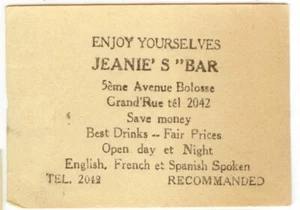 ENJOY YOURSELVES
JEANIE' S "BAR
5ème Avenue Bolosse
Grand'Rue tél 2042
Save money
Best Drinks -- Fair Prices
Open day et Night
English, French et Spanish Spoken
TEL. 2042 RECOMMANDED